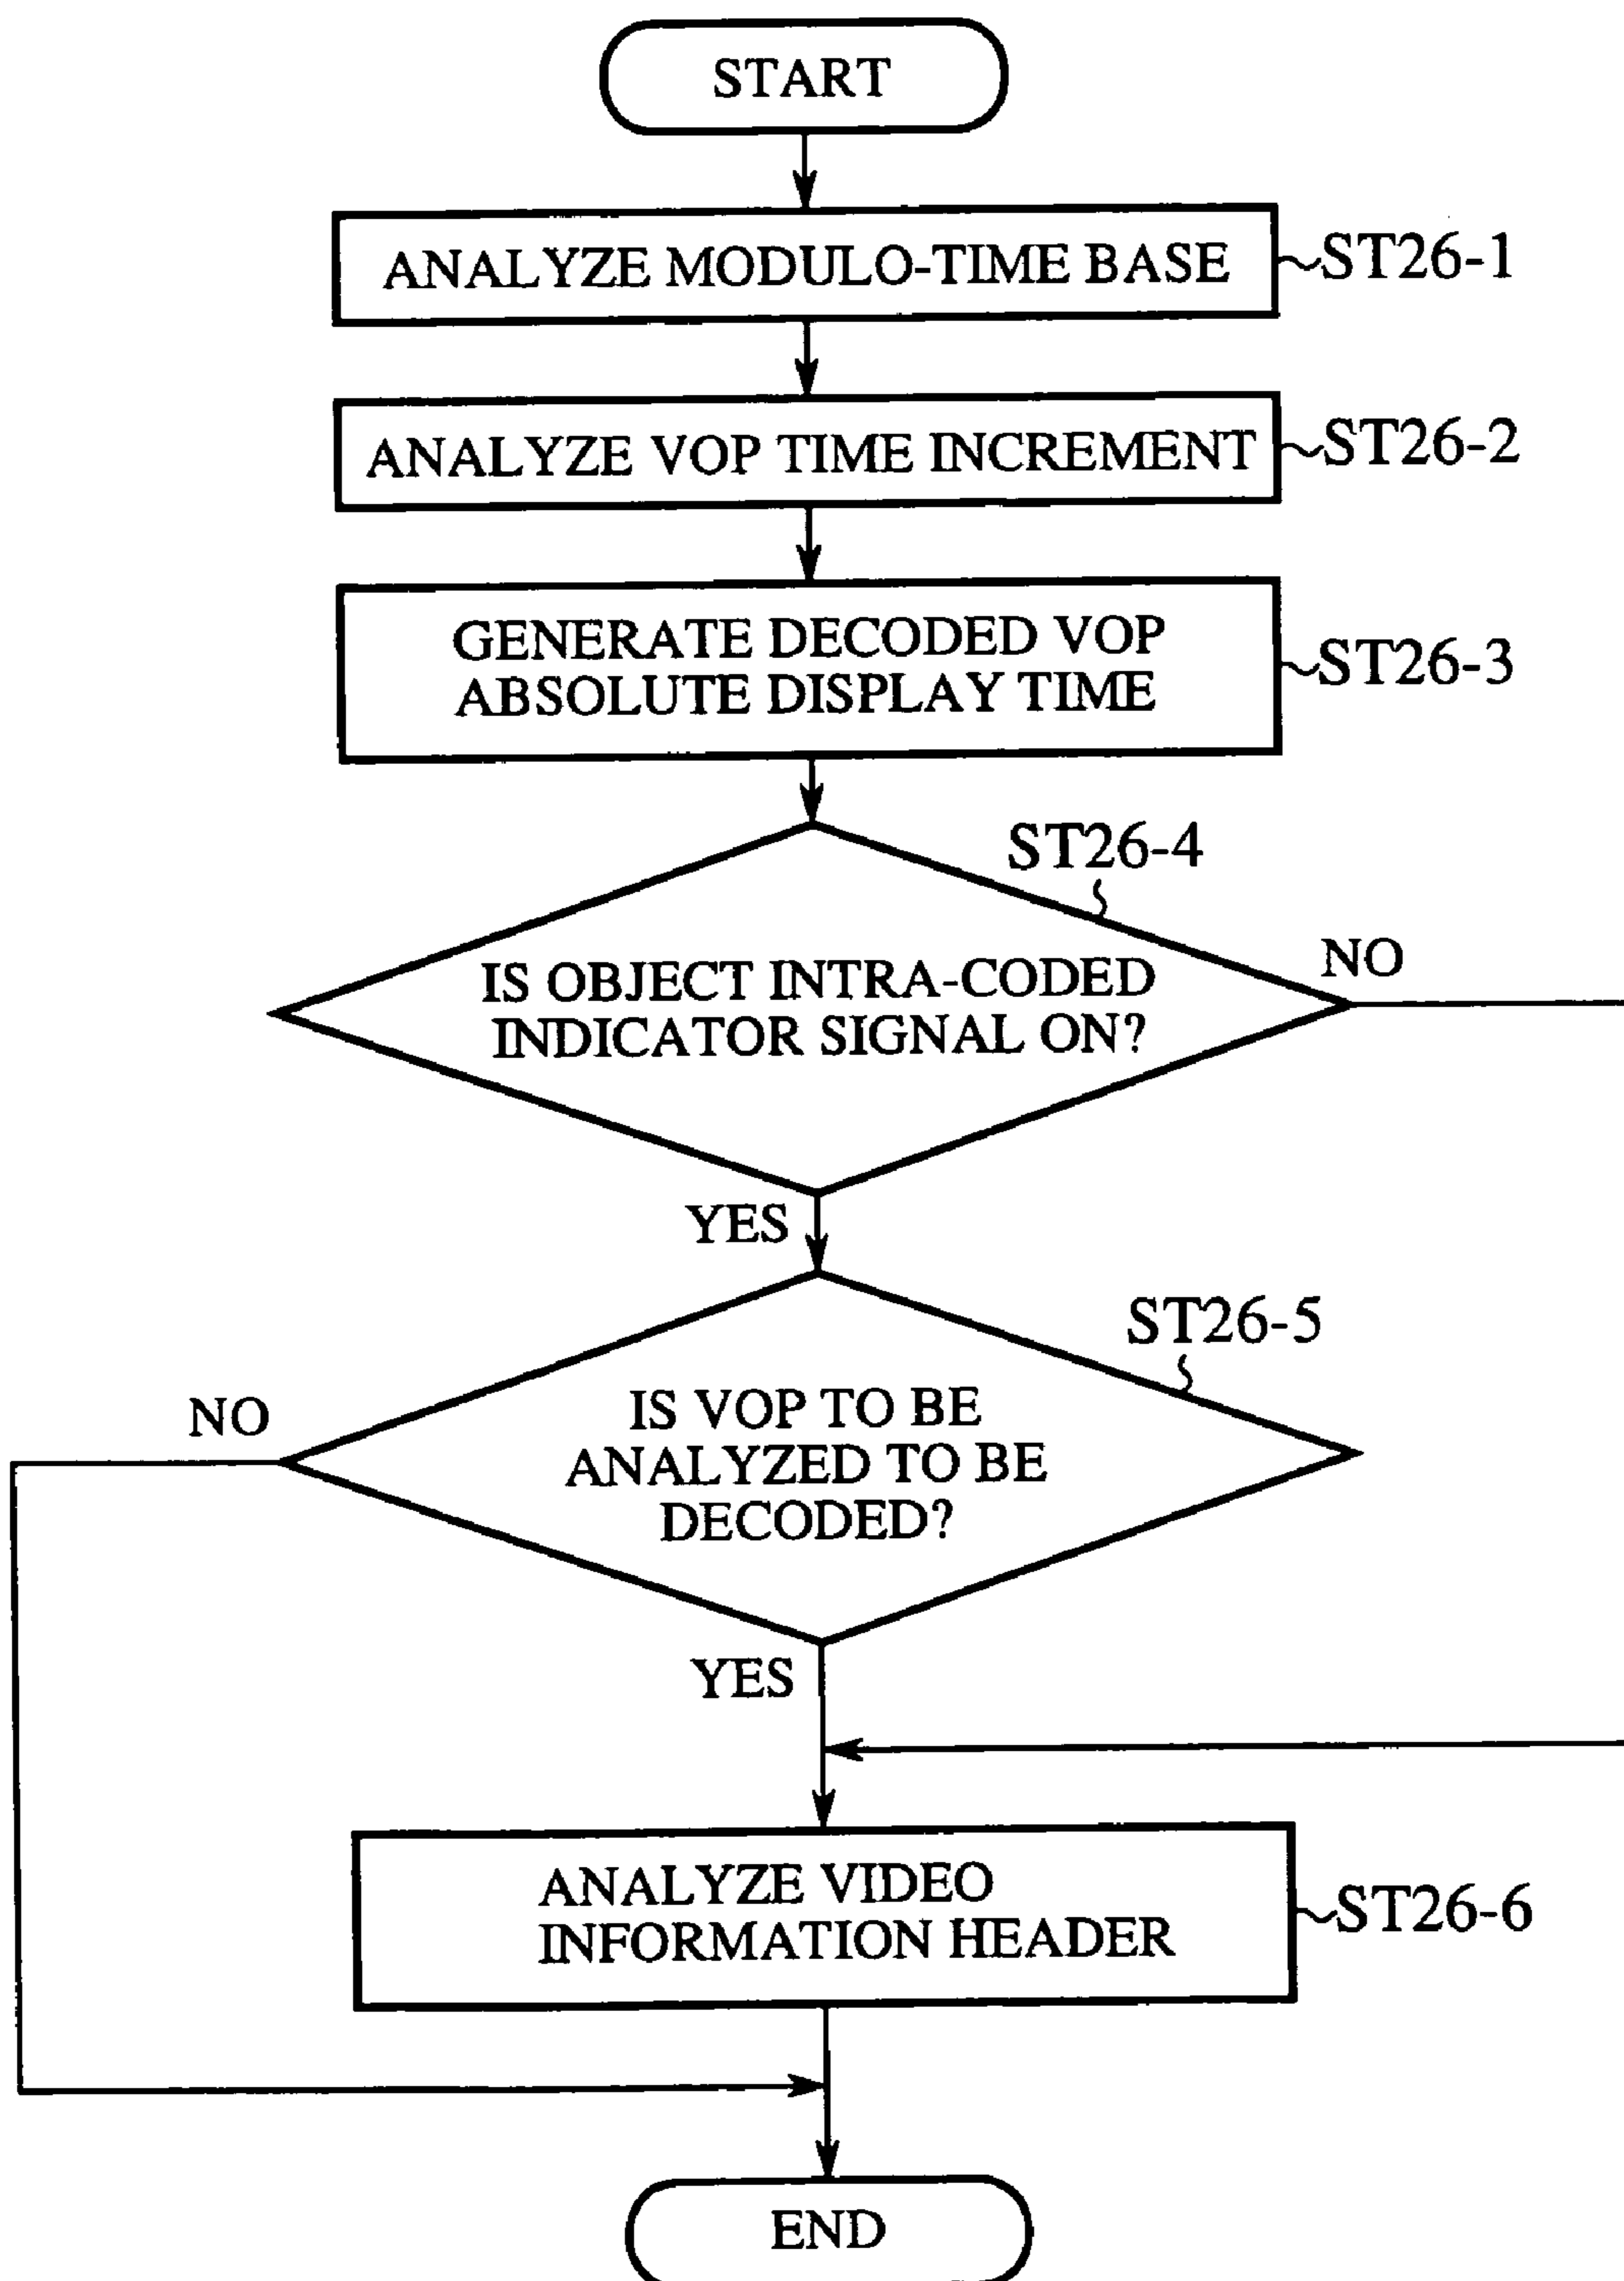 START
ANALYZE MODULO-TIME BASE
ST26-1
ANALYZE VOP TIME INCREMENT
ST26-2
GENERATE DECODED VOP
ABSOLUTE DISPLAY TIME
ST26-3
ST26-4
IS OBJECT INTRA-CODED
INDICATOR SIGNAL ON?
NO
YES
ST26-5
IS VOP TO BE
ANALYZED TO BE
DECODED?
NO
YES
ANALYZE VIDEO
INFORMATION HEADER
ST26-6
END